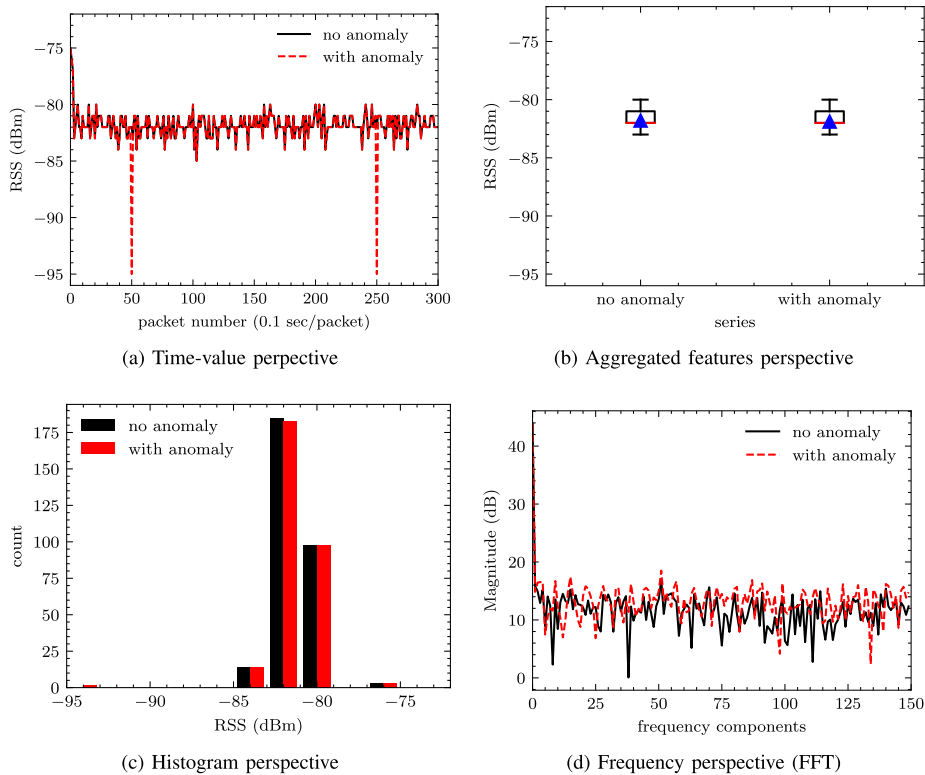 no anomaly
with anomaly
−75
−80
−85
−90
−95
RSS (dBm)
0
50
100
150
200
250
300
packet number (0.1 sec/packet)
(a) Time-value perpective
−75
−80
−85
−90
−95
RSS (dBm)
no anomaly
with anomaly
series
(b) Aggregated features perspective
no anomaly
with anomaly
175
150
125
100
75
50
25
0
count
−95
−90
−85
−80
−75
RSS (dBm)
(c) Histogram perspective
no anomaly
with anomaly
40
30
20
10
0
Magnitude (dB)
0
25
50
75
100
125
150
frequency components
(d) Frequency perspective (FFT)